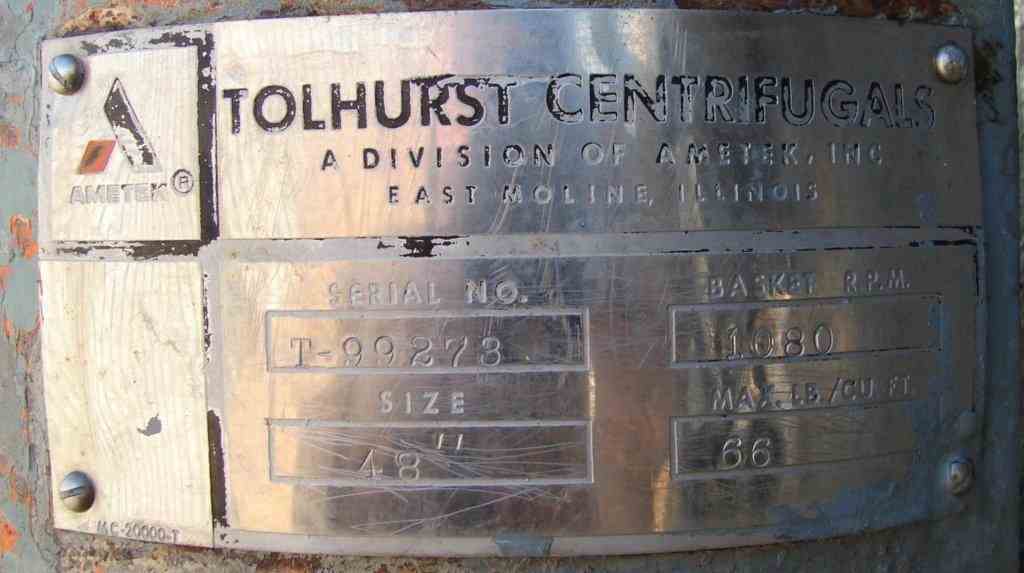 AMETEK®
TOLHURST CENTRIFUGALS
A DIVISION OF AMETEK, INC
EAST MOLINE, ILLINOIS
SERIAL NO.
T-99273
BASKET R.P.M.
1080
SIZE
48"
MAX. LB./CU. FT.
66
MC-20000-T